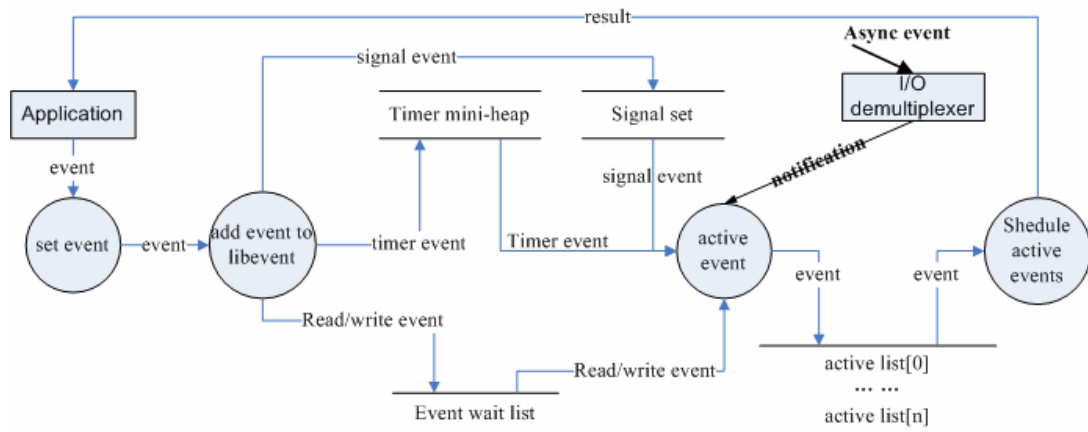 result
Async event
signal event
I/O
demultiplexer
Application
Timer mini-heap
Signal set
event
notification
signal event
set event
event
add event to
libevent
timer event
Timer event
active
event
Shedule
active
events
event
event
Read/write event
Read/write event
active list[0]
... ...
active list[n]
Event wait list